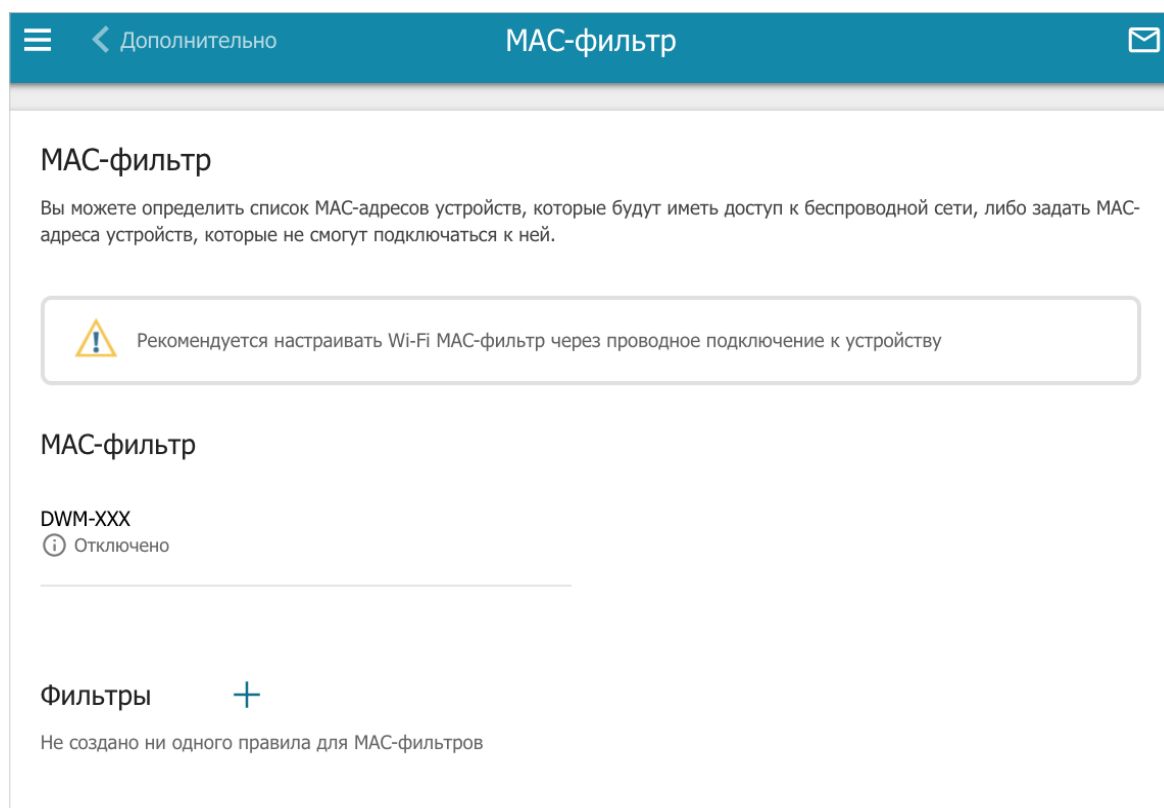 Дополнительно
MAC-фильтр
MAC-фильтр
Вы можете определить список MAC-адресов устройств, которые будут иметь доступ к беспроводной сети, либо задать MAC-
адреса устройств, которые не смогут подключаться к ней.
Рекомендуется настраивать Wi-Fi MAC-фильтр через проводное подключение к устройству
MAC-фильтр
DWM-XXX
Отключено
Фильтры
Не создано ни одного правила для MAC-фильтров